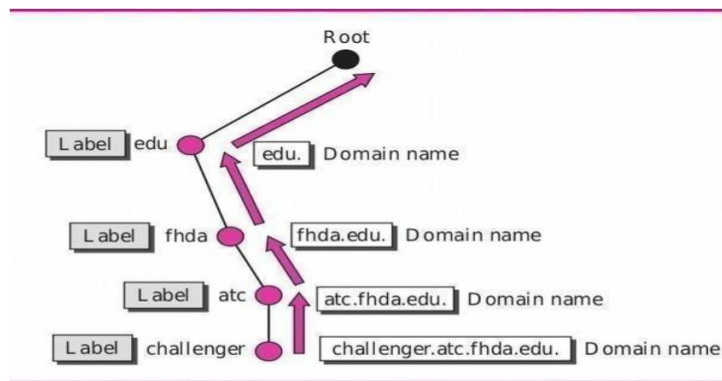 Root
Label edu edu. Domain name
Label fhda fhda.edu. Domain name
Label atc atc.fhda.edu. Domain name
Label challenger challenger.atc.fhda.edu. Domain name